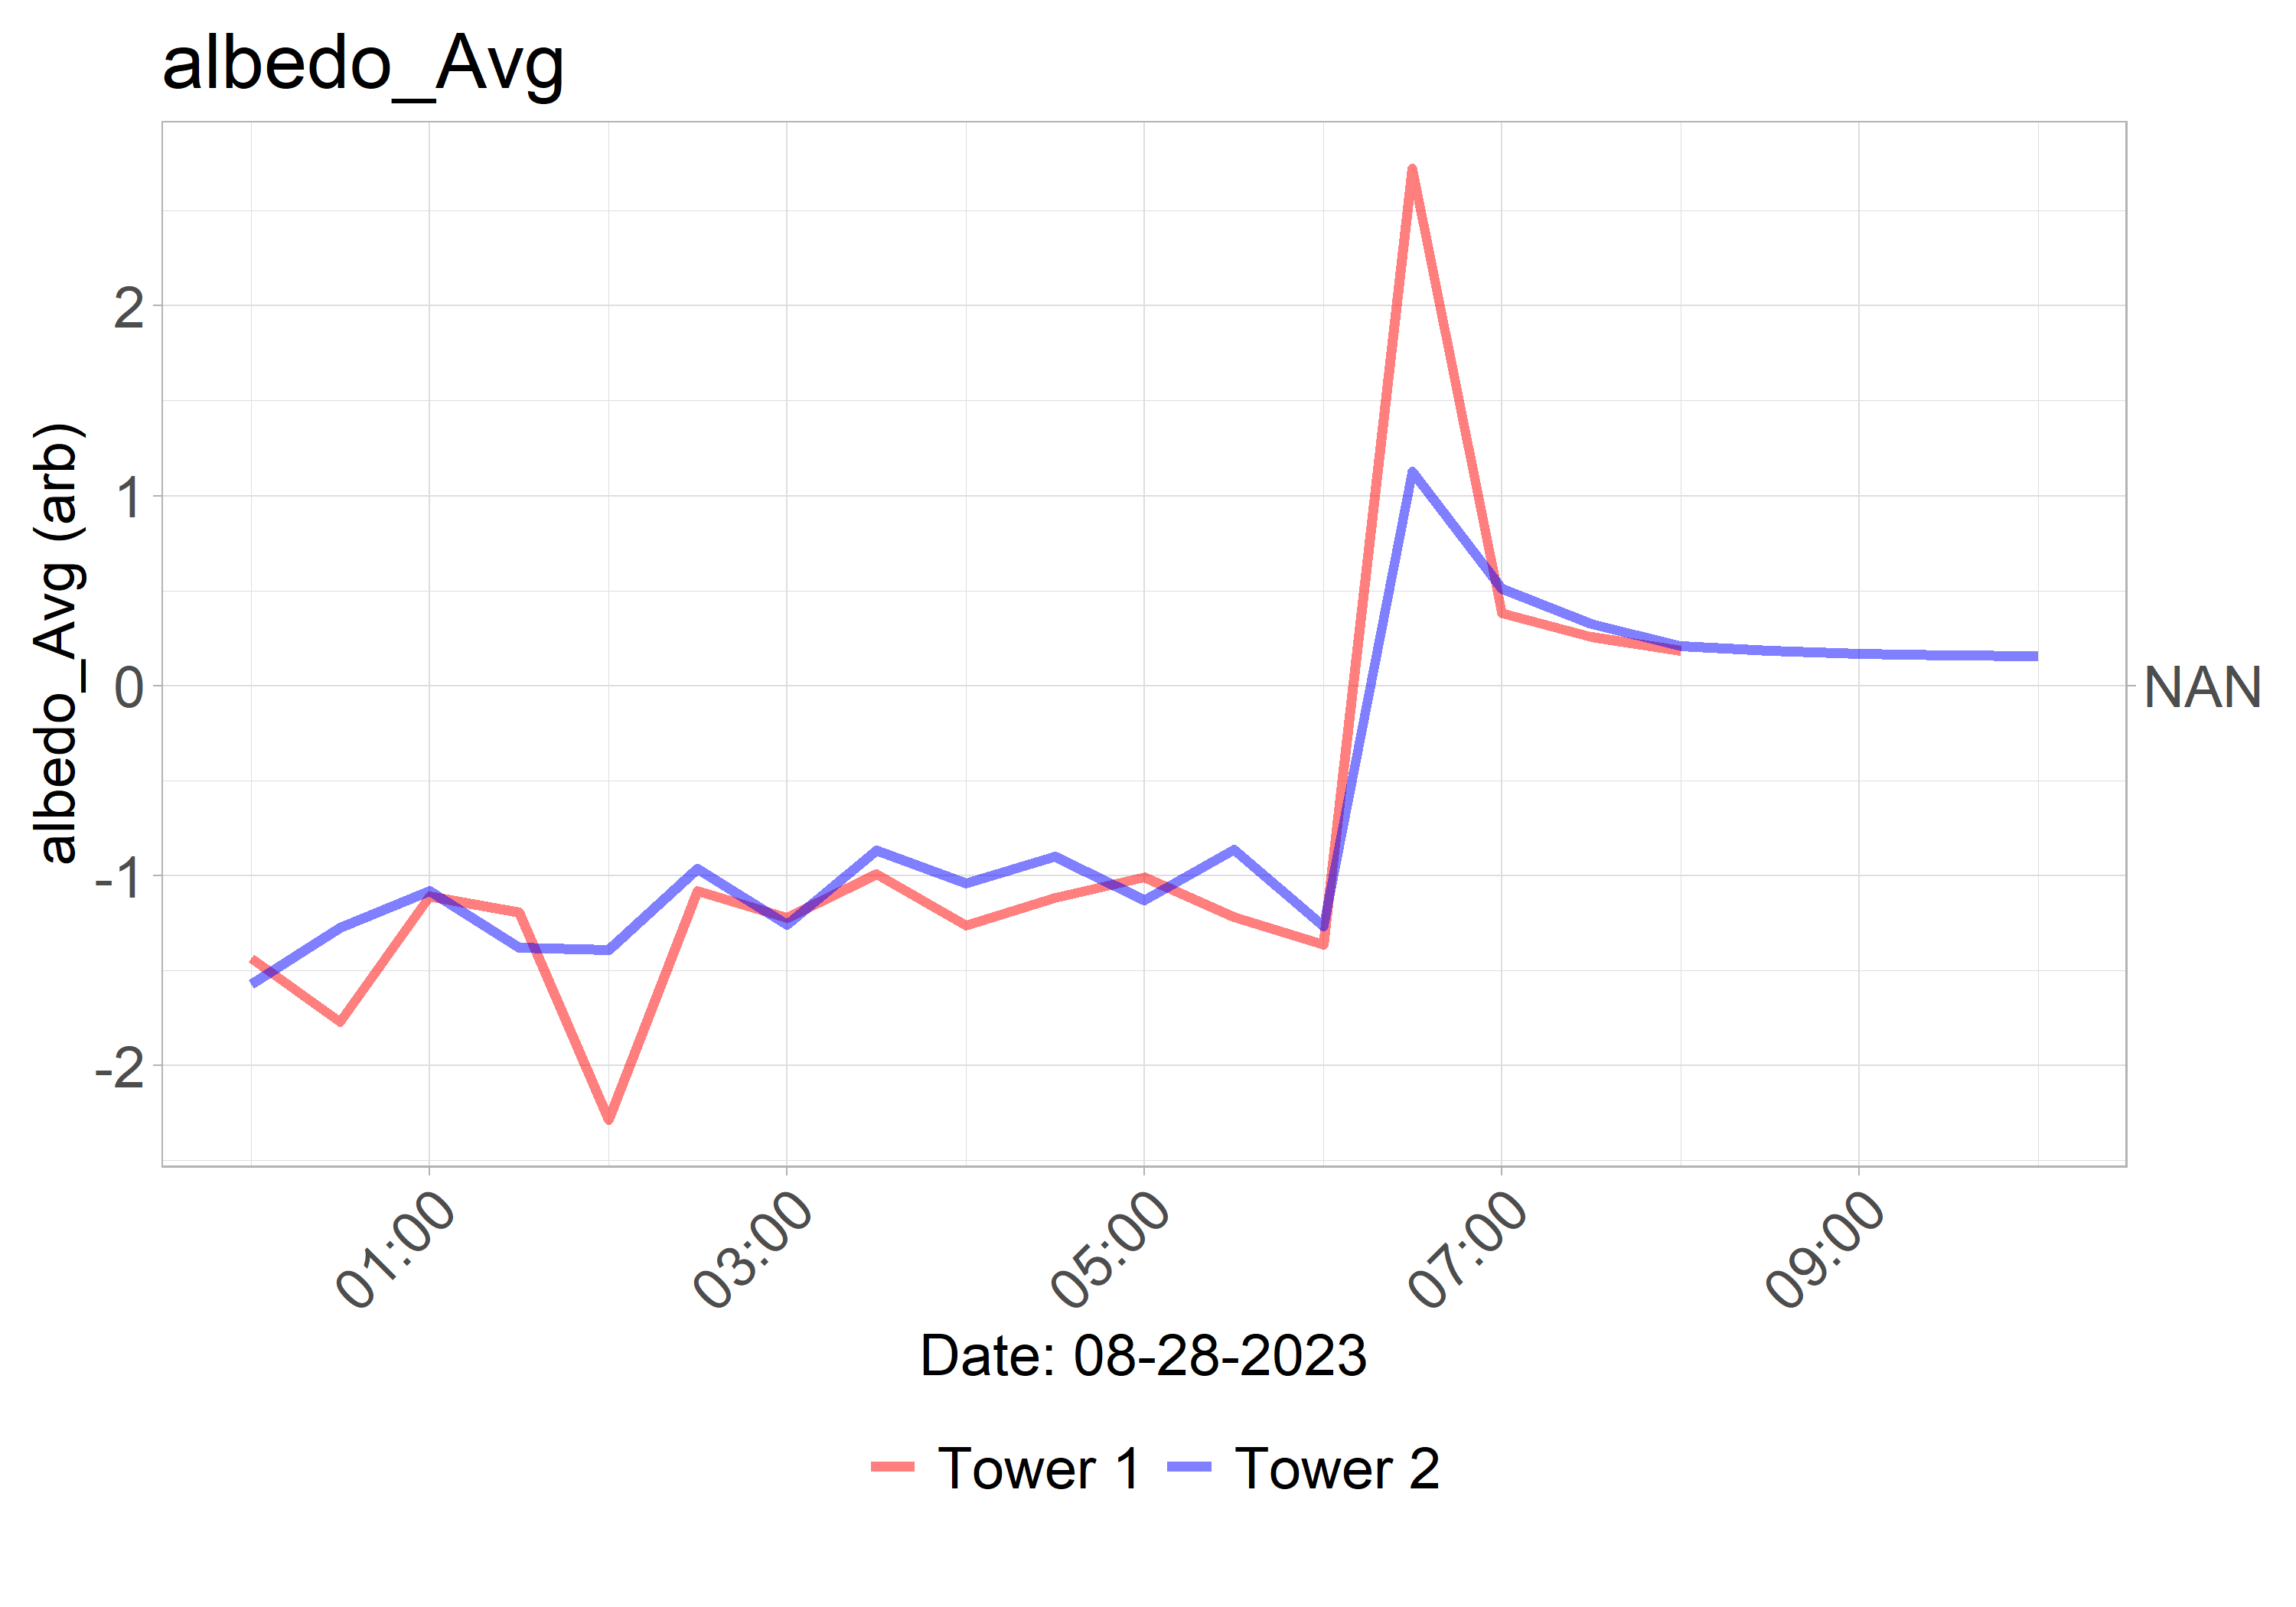 albedo_Avg
albedo_Avg (arb)
2
1
0
-1
-2
NAN
01:00
03:00
05:00
07:00
09:00
Date: 08-28-2023
Tower 1
Tower 2